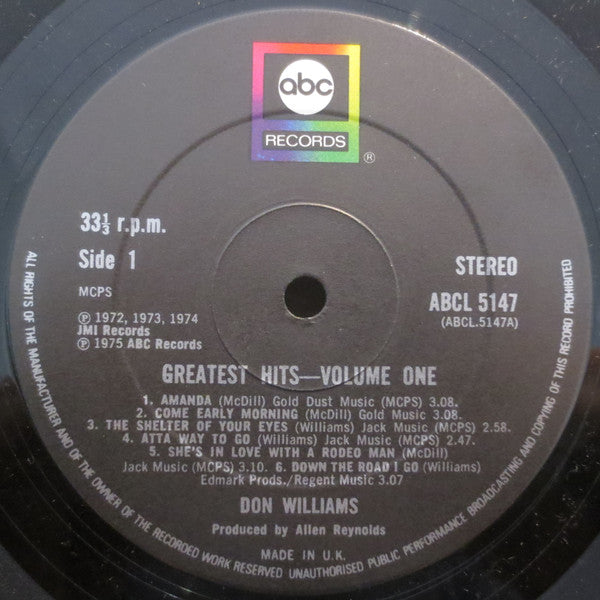 abc
RECORDS
®
33⅓ r.p.m.
Side 1
STEREO
MCPS
ABCL 5147
(ABCL.5147A)
℗ 1972, 1973, 1974
JMI Records
℗ 1975 ABC Records
GREATEST HITS—VOLUME ONE
1. AMANDA (McDill) Gold Dust Music (MCPS) 3.08.
2. COME EARLY MORNING (McDill) Gold Music 3.08.
3. THE SHELTER OF YOUR EYES (Williams) Jack Music (MCPS) 2.58.
4. ATTA WAY TO GO (Williams) Jack Music (MCPS) 2.47.
5. SHE'S IN LOVE WITH A RODEO MAN (McDill)
Jack Music (MCPS) 3.10. 6. DOWN THE ROAD I GO (Williams)
Edmark Prods./Regent Music 3.07
DON WILLIAMS
Produced by Allen Reynolds
MADE IN U.K.
ALL RIGHTS OF THE MANUFACTURER AND OF THE OWNER OF THE RECORDED WORK RESERVED UNAUTHORISED PUBLIC PERFORMANCE BROADCASTING AND COPYING OF THIS RECORD PROHIBITED